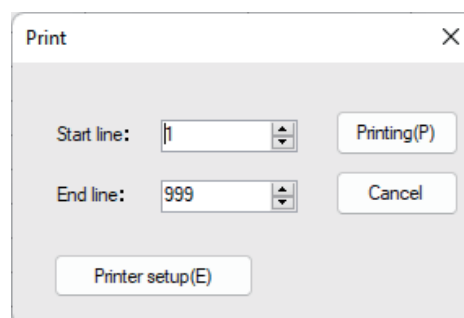 Print
Start line: 1
Printing(P)
End line: 999
Cancel
Printer setup(E)